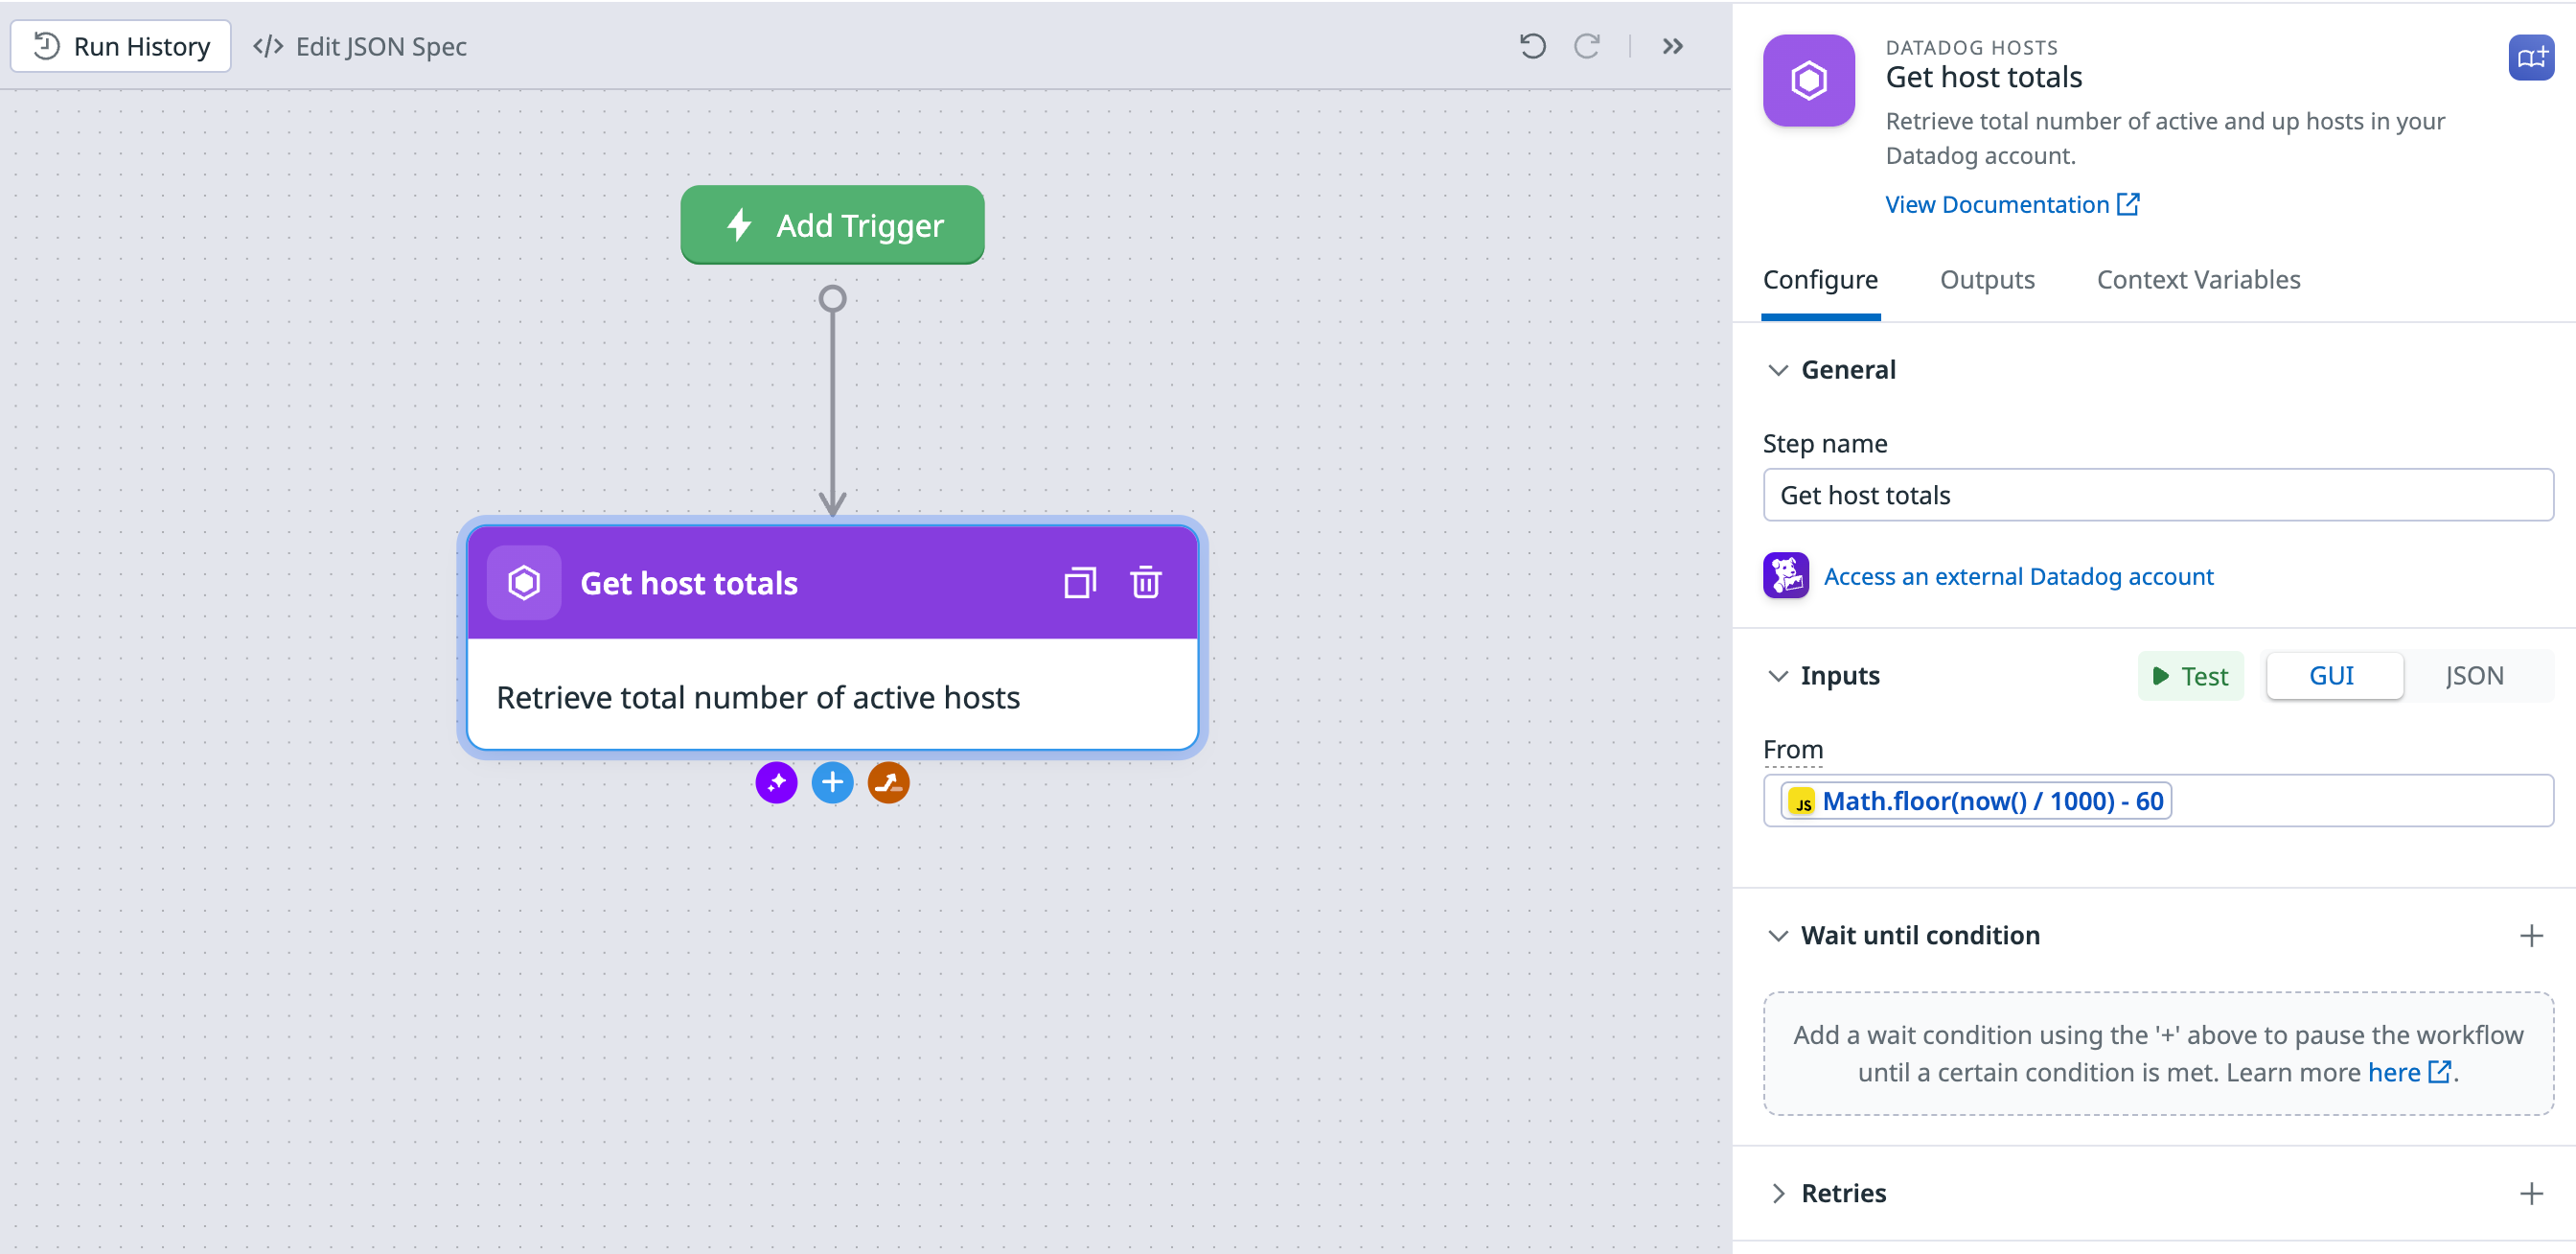 Run History
</> Edit JSON Spec
Add Trigger
Get host totals
Retrieve total number of active hosts
DATADOG HOSTS
Get host totals
Retrieve total number of active and up hosts in your
Datadog account.
View Documentation
Configure Outputs Context Variables
General
Step name
Get host totals
Access an external Datadog account
Inputs Test GUI JSON
From
JS Math.floor(now() / 1000) - 60
Wait until condition
Add a wait condition using the '+' above to pause the workflow
until a certain condition is met. Learn more here .
Retries